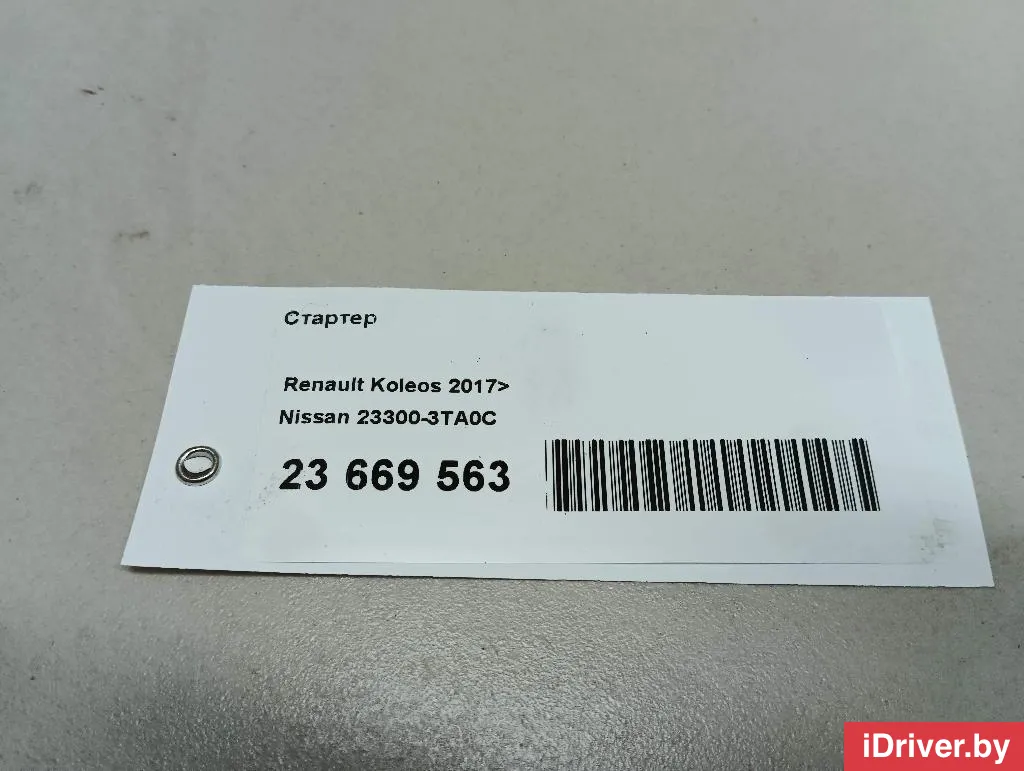 Стартер
Renault Koleos 2017>
Nissan 23300-3TA0C
23 669 563
iDriver.by